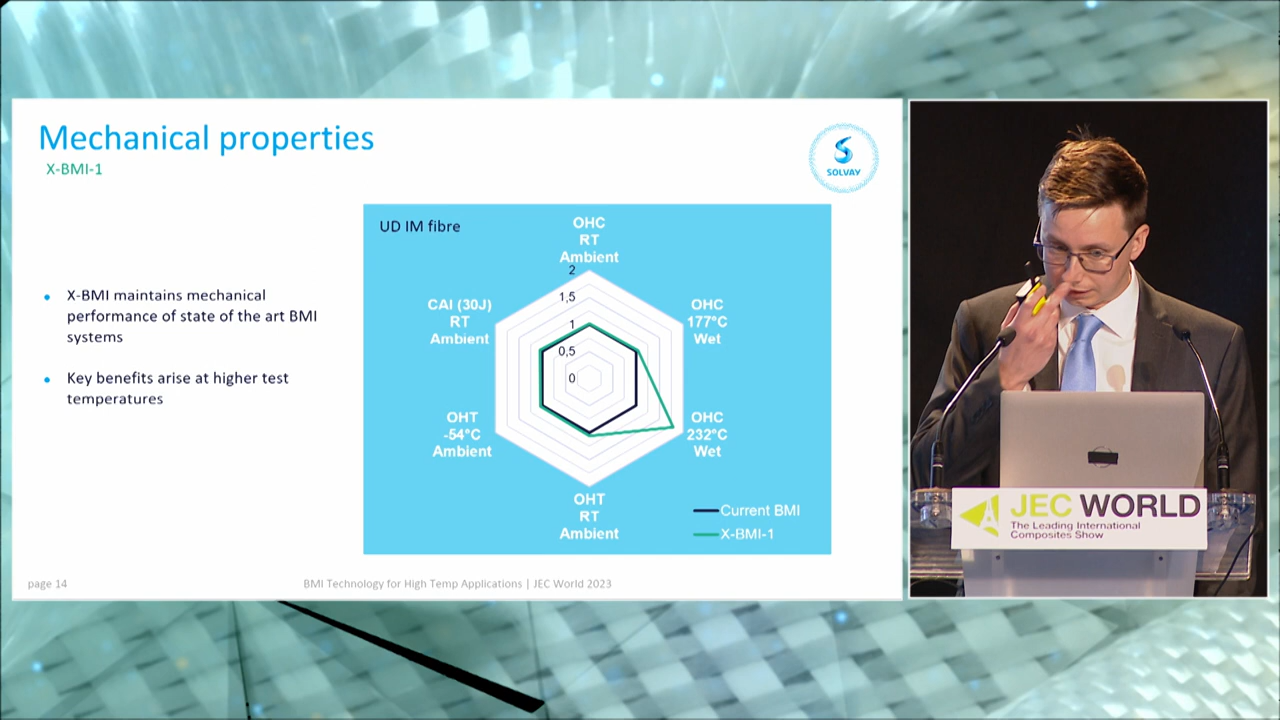 Mechanical properties
X-BMI-1
SOLVAY
X-BMI maintains mechanical
performance of state of the art BMI
systems
Key benefits arise at higher test
temperatures
UD IM fibre
OHC
RT
Ambient
2
1,5
1
0,5
0
CAI (30J)
RT
Ambient
OHC
177°C
Wet
OHT
-54°C
Ambient
OHC
232°C
Wet
OHT
RT
Ambient
Current BMI
X-BMI-1
page 14
BMI Technology for High Temp Applications | JEC World 2023
JEC WORLD
The Leading International
Composites Show